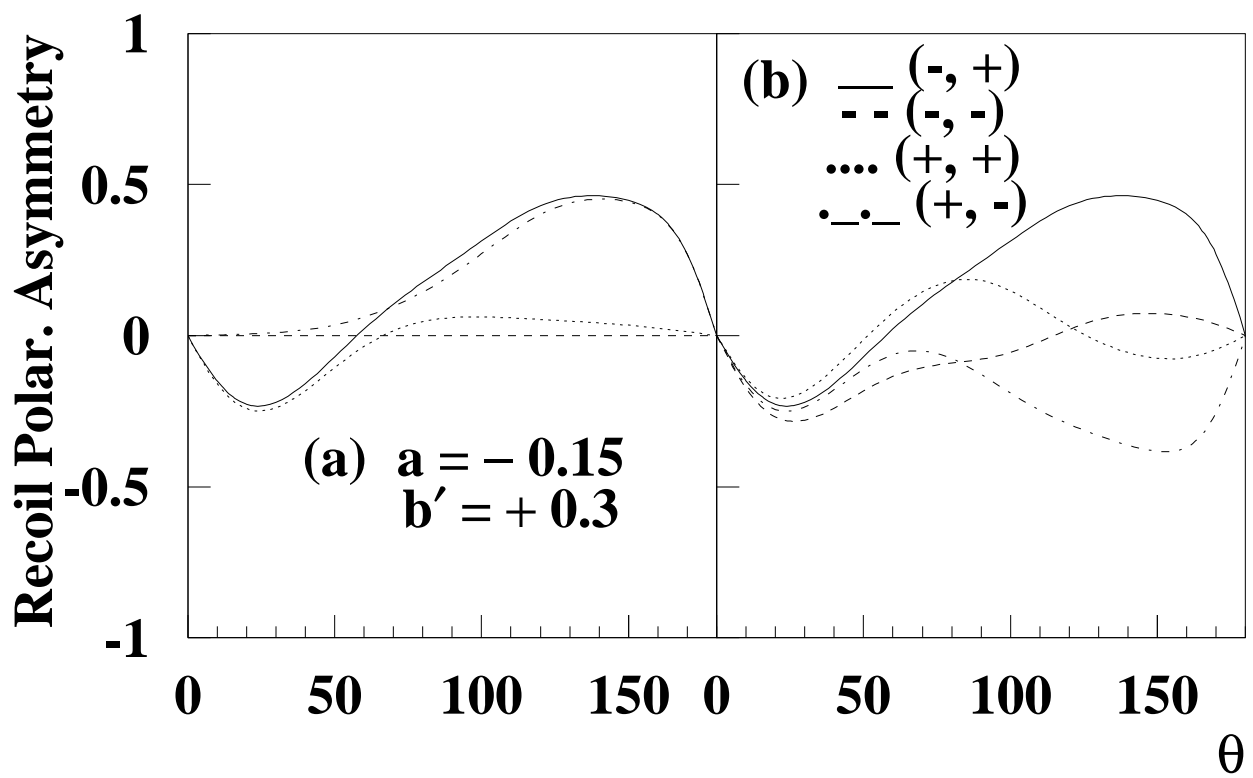 Recoil Polar. Asymmetry
1
0.5
0
-0.5
-1
(a) a = – 0.15
b′ = + 0.3
(b) __ (-, +)
- - (-, -)
.... (+, +)
._._ (+, -)
0 50 100 150 0 50 100 150
θ